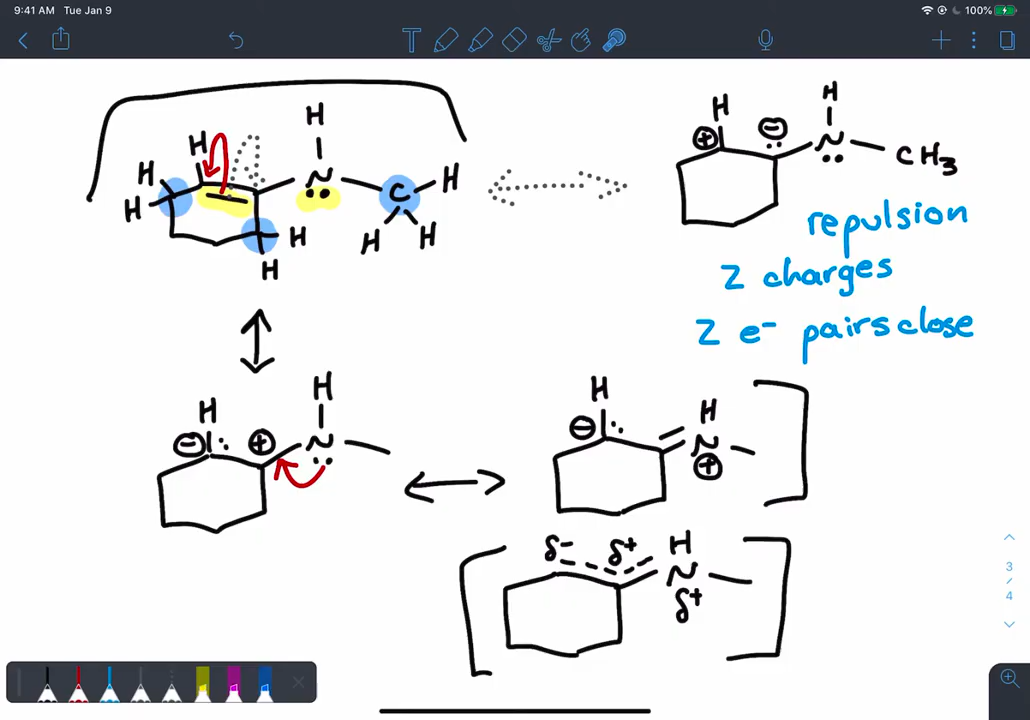 9:41 AM Tue Jan 9
100%
H
H
H
H
N
C
H
H
H
H
H
H
⊕
⊖
H
N
CH3
repulsion
2 charges
2 e- pairs close
H
⊖
⊕
H
N
H
⊖
H
N
⊕
δ- δ+ H
N
δ+
3
/
4